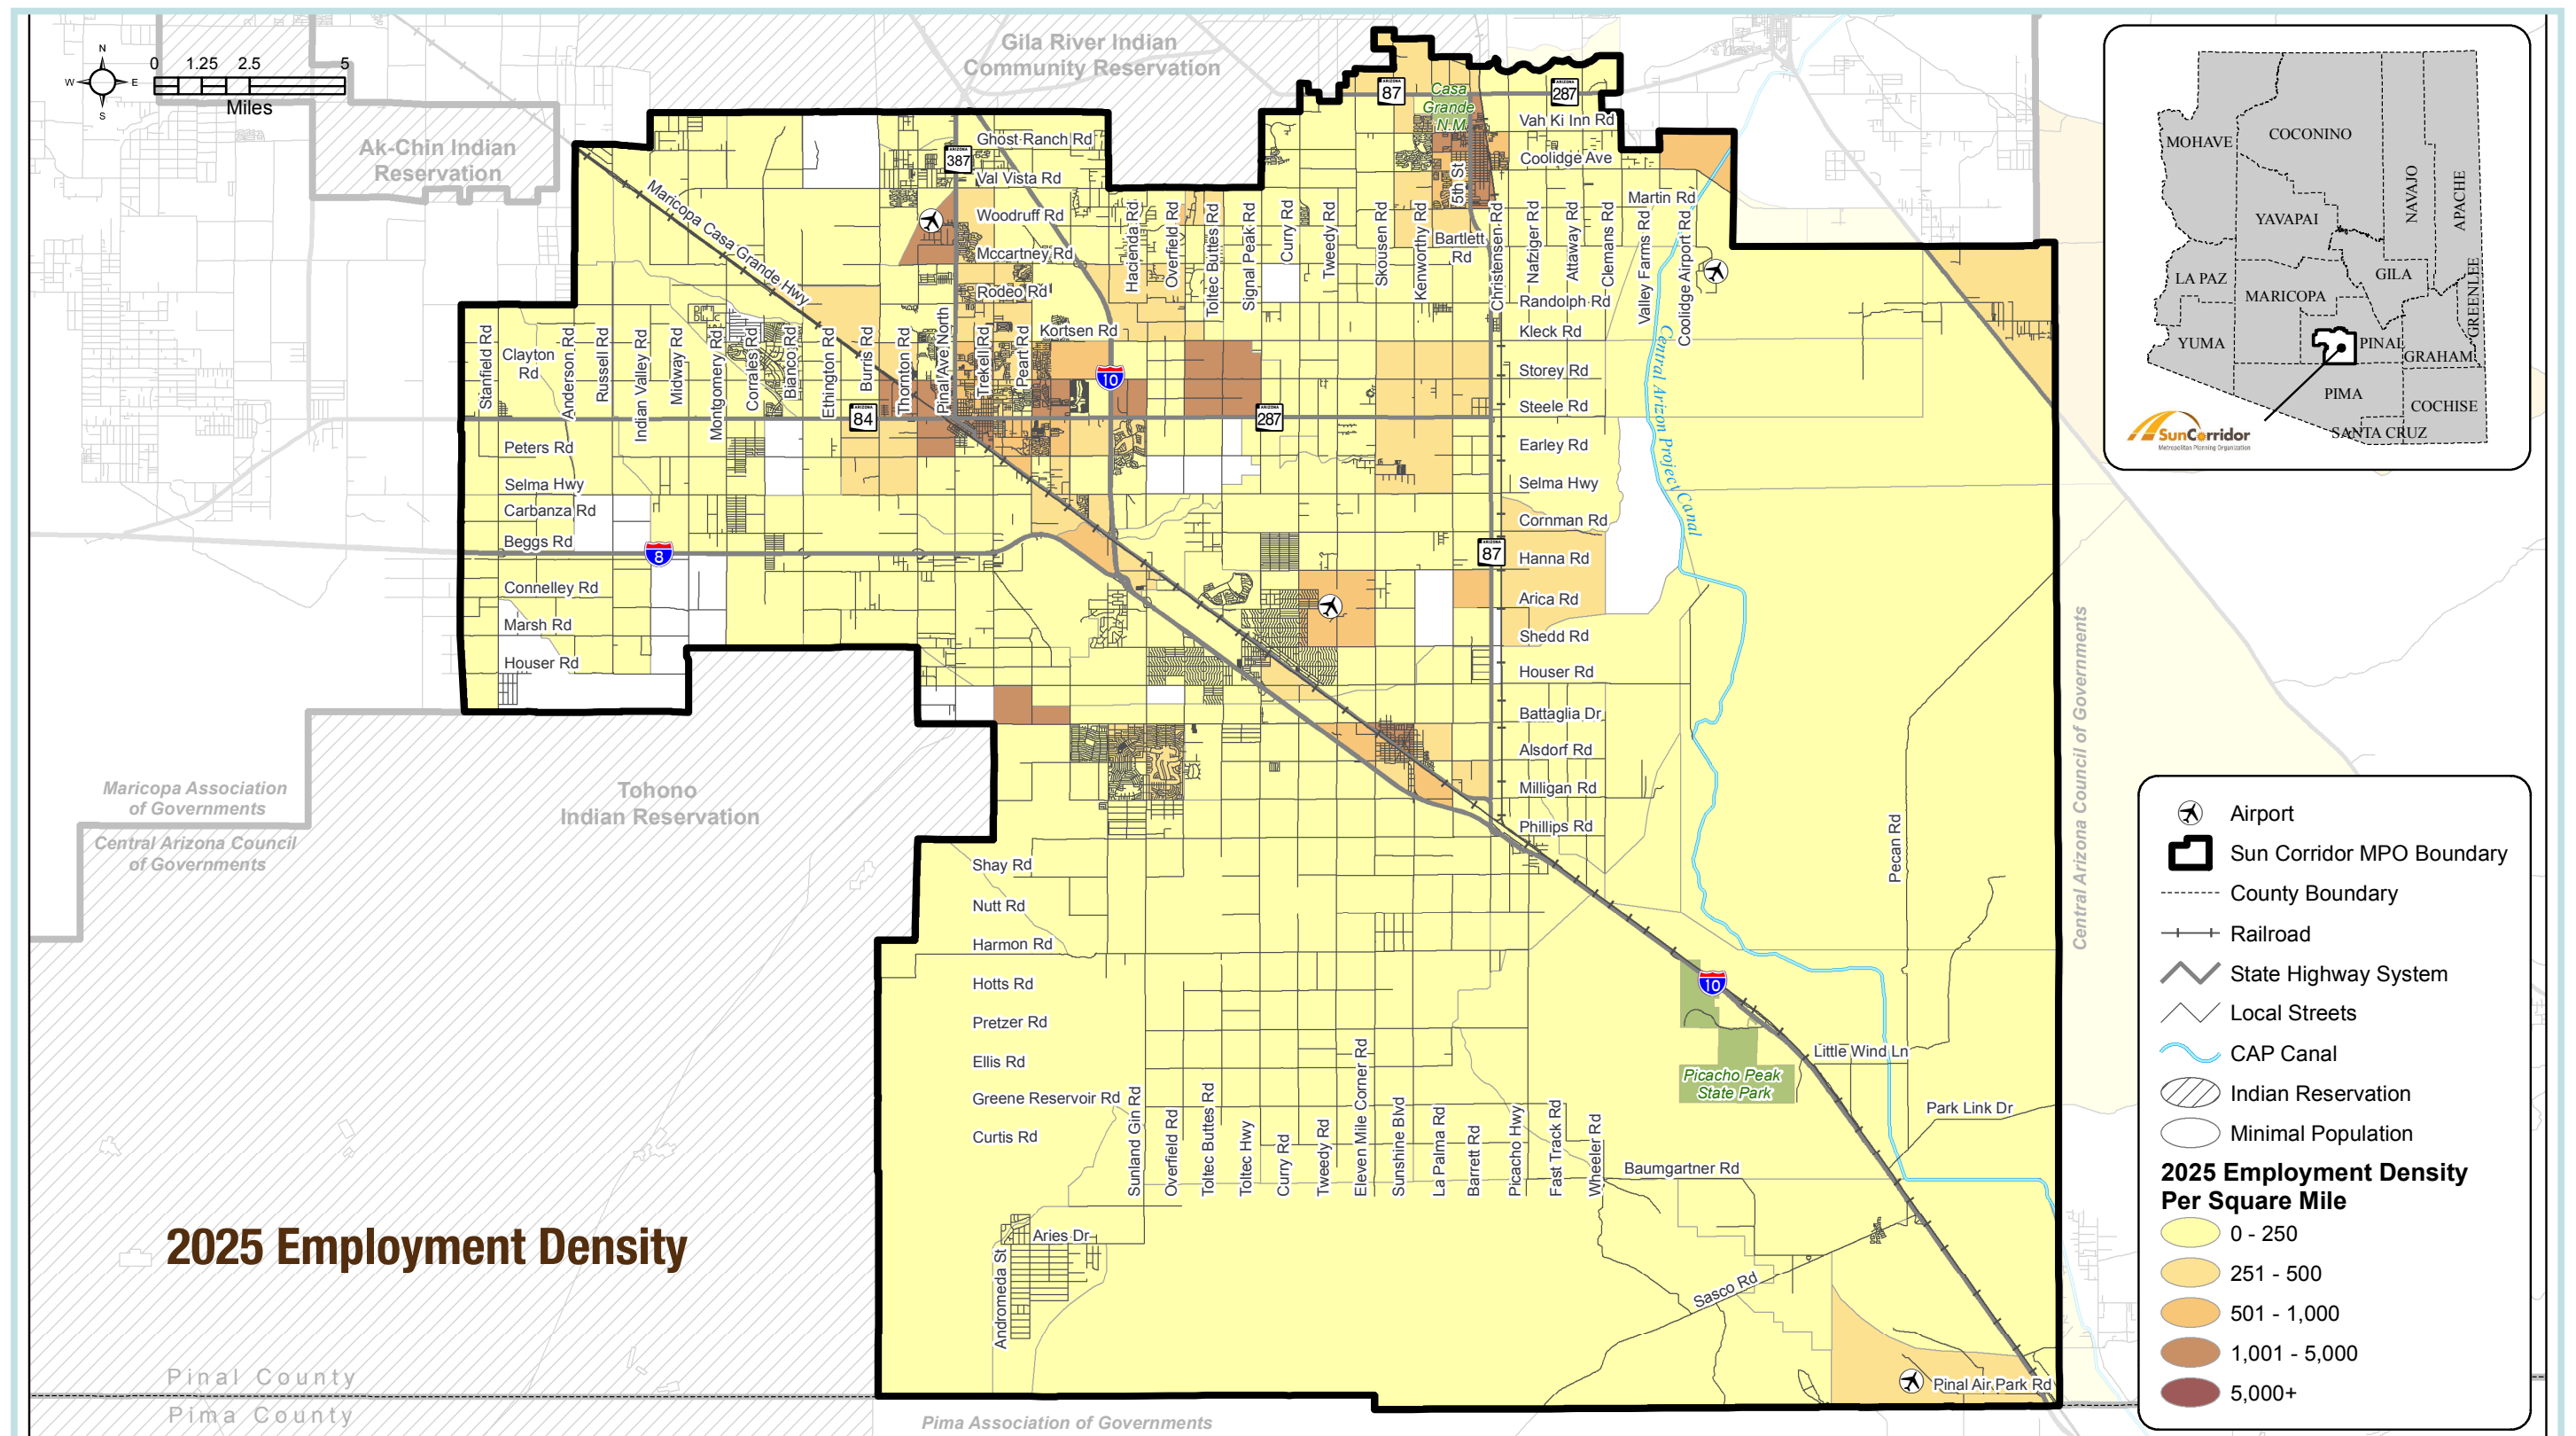 Gila River Indian
Community Reservation
N
W
E
S
0
1.25
2.5
5
Miles
Ak-Chin Indian
Reservation
ARIZONA
87
Casa
Grande
N.M.
ARIZONA
287
Vah Ki Inn Rd
Ghost Ranch Rd
ARIZONA
387
Val Vista Rd
Coolidge Ave
5th St
Maricopa Casa Grande Hwy
Woodruff Rd
Mccartney Rd
Rodeo Rd
Kortsen Rd
Hacienda Rd
Overfield Rd
Toltec Buttes Rd
Signal Peak Rd
Curry Rd
Tweedy Rd
Skousen Rd
Kenworthy Rd
Bartlett
Rd
Christensen Rd
Nafziger Rd
Attaway Rd
Clemans Rd
Martin Rd
Valley Farms Rd
Coolidge Airport Rd
Randolph Rd
Kleck Rd
Storey Rd
Steele Rd
Earley Rd
Selma Hwy
Cornman Rd
Hanna Rd
Arica Rd
Shedd Rd
Houser Rd
Battaglia Dr
Alsdorf Rd
Milligan Rd
Phillips Rd
Central Arizon Project Canal
Stanfield Rd
Clayton
Rd
Anderson Rd
Russell Rd
Indian Valley Rd
Midway Rd
Montgomery Rd
Corrales Rd
Bianco Rd
Ethington Rd
Burris Rd
Thornton Rd
Pinal Ave North
Trekell Rd
Peart Rd
10
ARIZONA
84
ARIZONA
287
Peters Rd
Selma Hwy
Carbanza Rd
Beggs Rd
8
Connelley Rd
Marsh Rd
Houser Rd
ARIZONA
87
Maricopa Association
of Governments
Central Arizona Council
of Governments
Tohono
Indian Reservation
Shay Rd
Nutt Rd
Harmon Rd
Hotts Rd
Pretzer Rd
Ellis Rd
Greene Reservoir Rd
Curtis Rd
Sunland Gin Rd
Overfield Rd
Toltec Buttes Rd
Toltec Hwy
Curry Rd
Tweedy Rd
Eleven Mile Corner Rd
Sunshine Blvd
La Palma Rd
Barrett Rd
Picacho Hwy
Fast Track Rd
Wheeler Rd
10
Picacho Peak
State Park
Little Wind Ln
Pecan Rd
Park Link Dr
Baumgartner Rd
Sasco Rd
Pinal Air Park Rd
Aries Dr
Andromeda St
Central Arizona Council of Governments
2025 Employment Density
Pinal County
Pima County
Pima Association of Governments
MOHAVE
COCONINO
NAVAJO
APACHE
YAVAPAI
LA PAZ
GILA
MARICOPA
GREENLEE
YUMA
PINAL
GRAHAM
PIMA
COCHISE
SANTA CRUZ
SunCorridor
Metropolitan Planning Organization
Airport
Sun Corridor MPO Boundary
County Boundary
Railroad
State Highway System
Local Streets
CAP Canal
Indian Reservation
Minimal Population
2025 Employment Density
Per Square Mile
0 - 250
251 - 500
501 - 1,000
1,001 - 5,000
5,000+